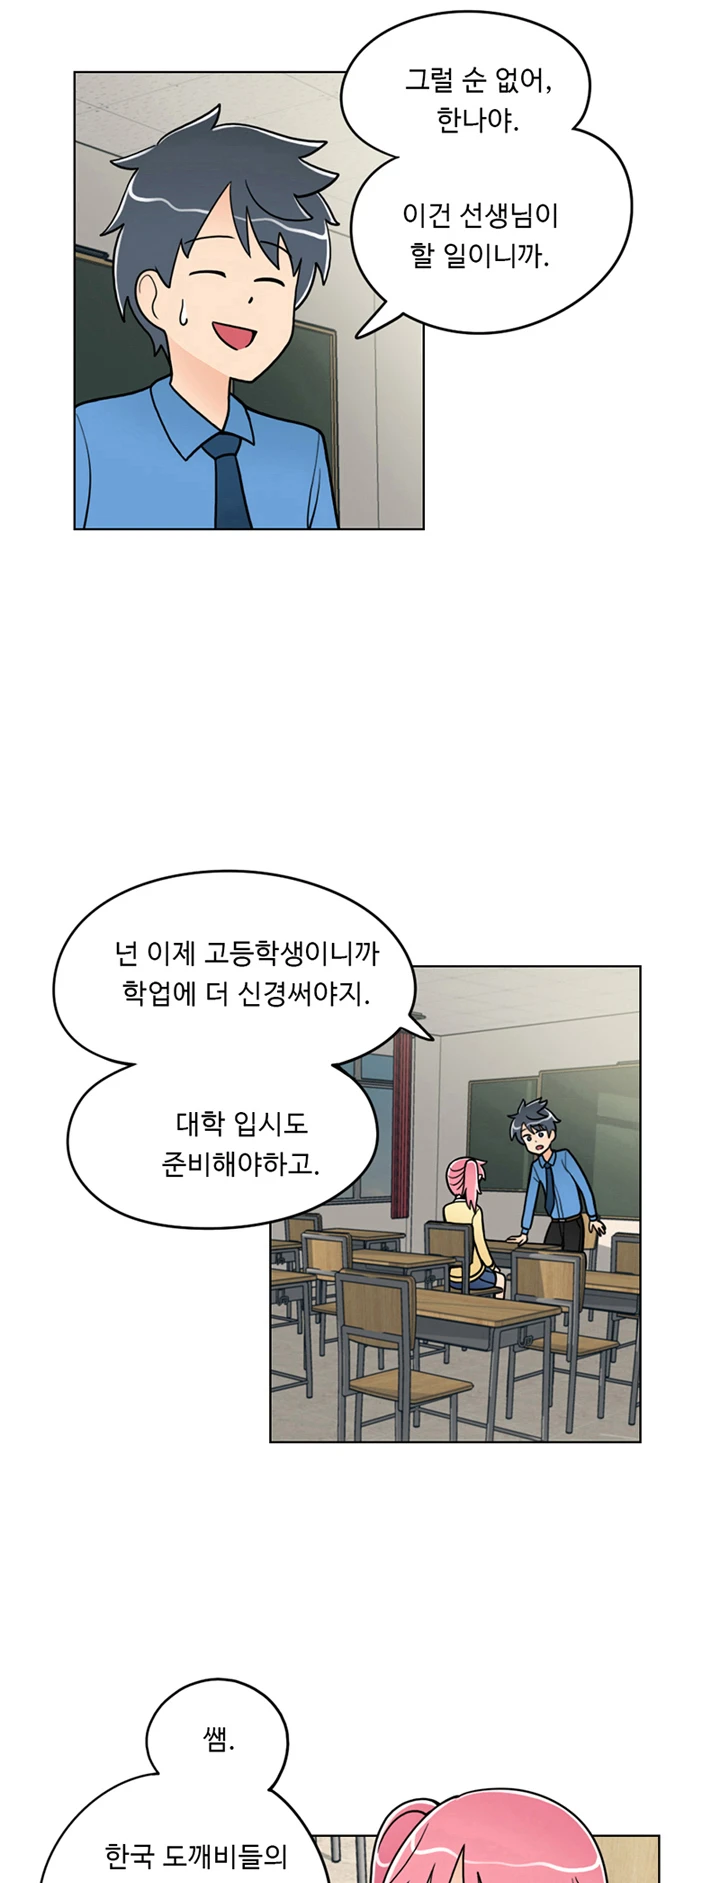 그럴 순 없어,
한나야.
이건 선생님이
할 일이니까.
넌 이제 고등학생이니까
학업에 더 신경써야지.
대학 입시도
준비해야하고.
쌤.
한국 도깨비들의